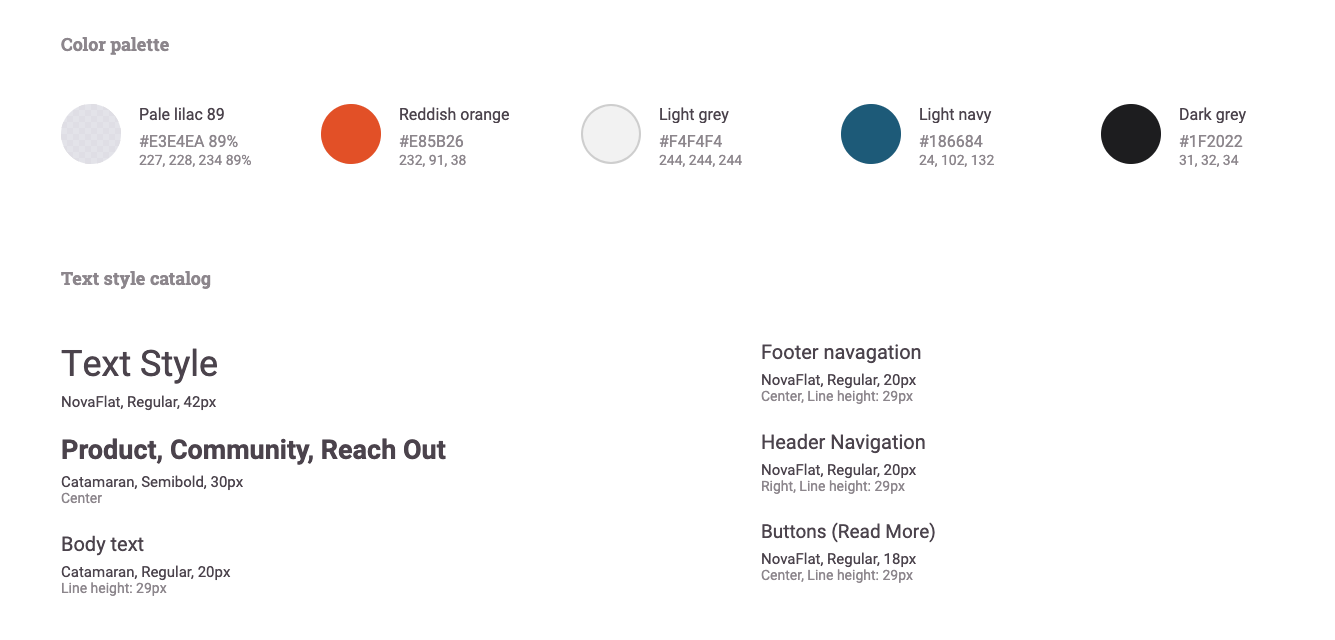 Color palette
Pale lilac 89
#E3E4EA 89%
227, 228, 234 89%
Reddish orange
#E85B26
232, 91, 38
Light grey
#F4F4F4
244, 244, 244
Light navy
#186684
24, 102, 132
Dark grey
#1F2022
31, 32, 34
Text style catalog
Text Style
NovaFlat, Regular, 42px
Product, Community, Reach Out
Catamaran, Semibold, 30px
Center
Body text
Catamaran, Regular, 20px
Line height: 29px
Footer navagation
NovaFlat, Regular, 20px
Center, Line height: 29px
Header Navigation
NovaFlat, Regular, 20px
Right, Line height: 29px
Buttons (Read More)
NovaFlat, Regular, 18px
Center, Line height: 29px